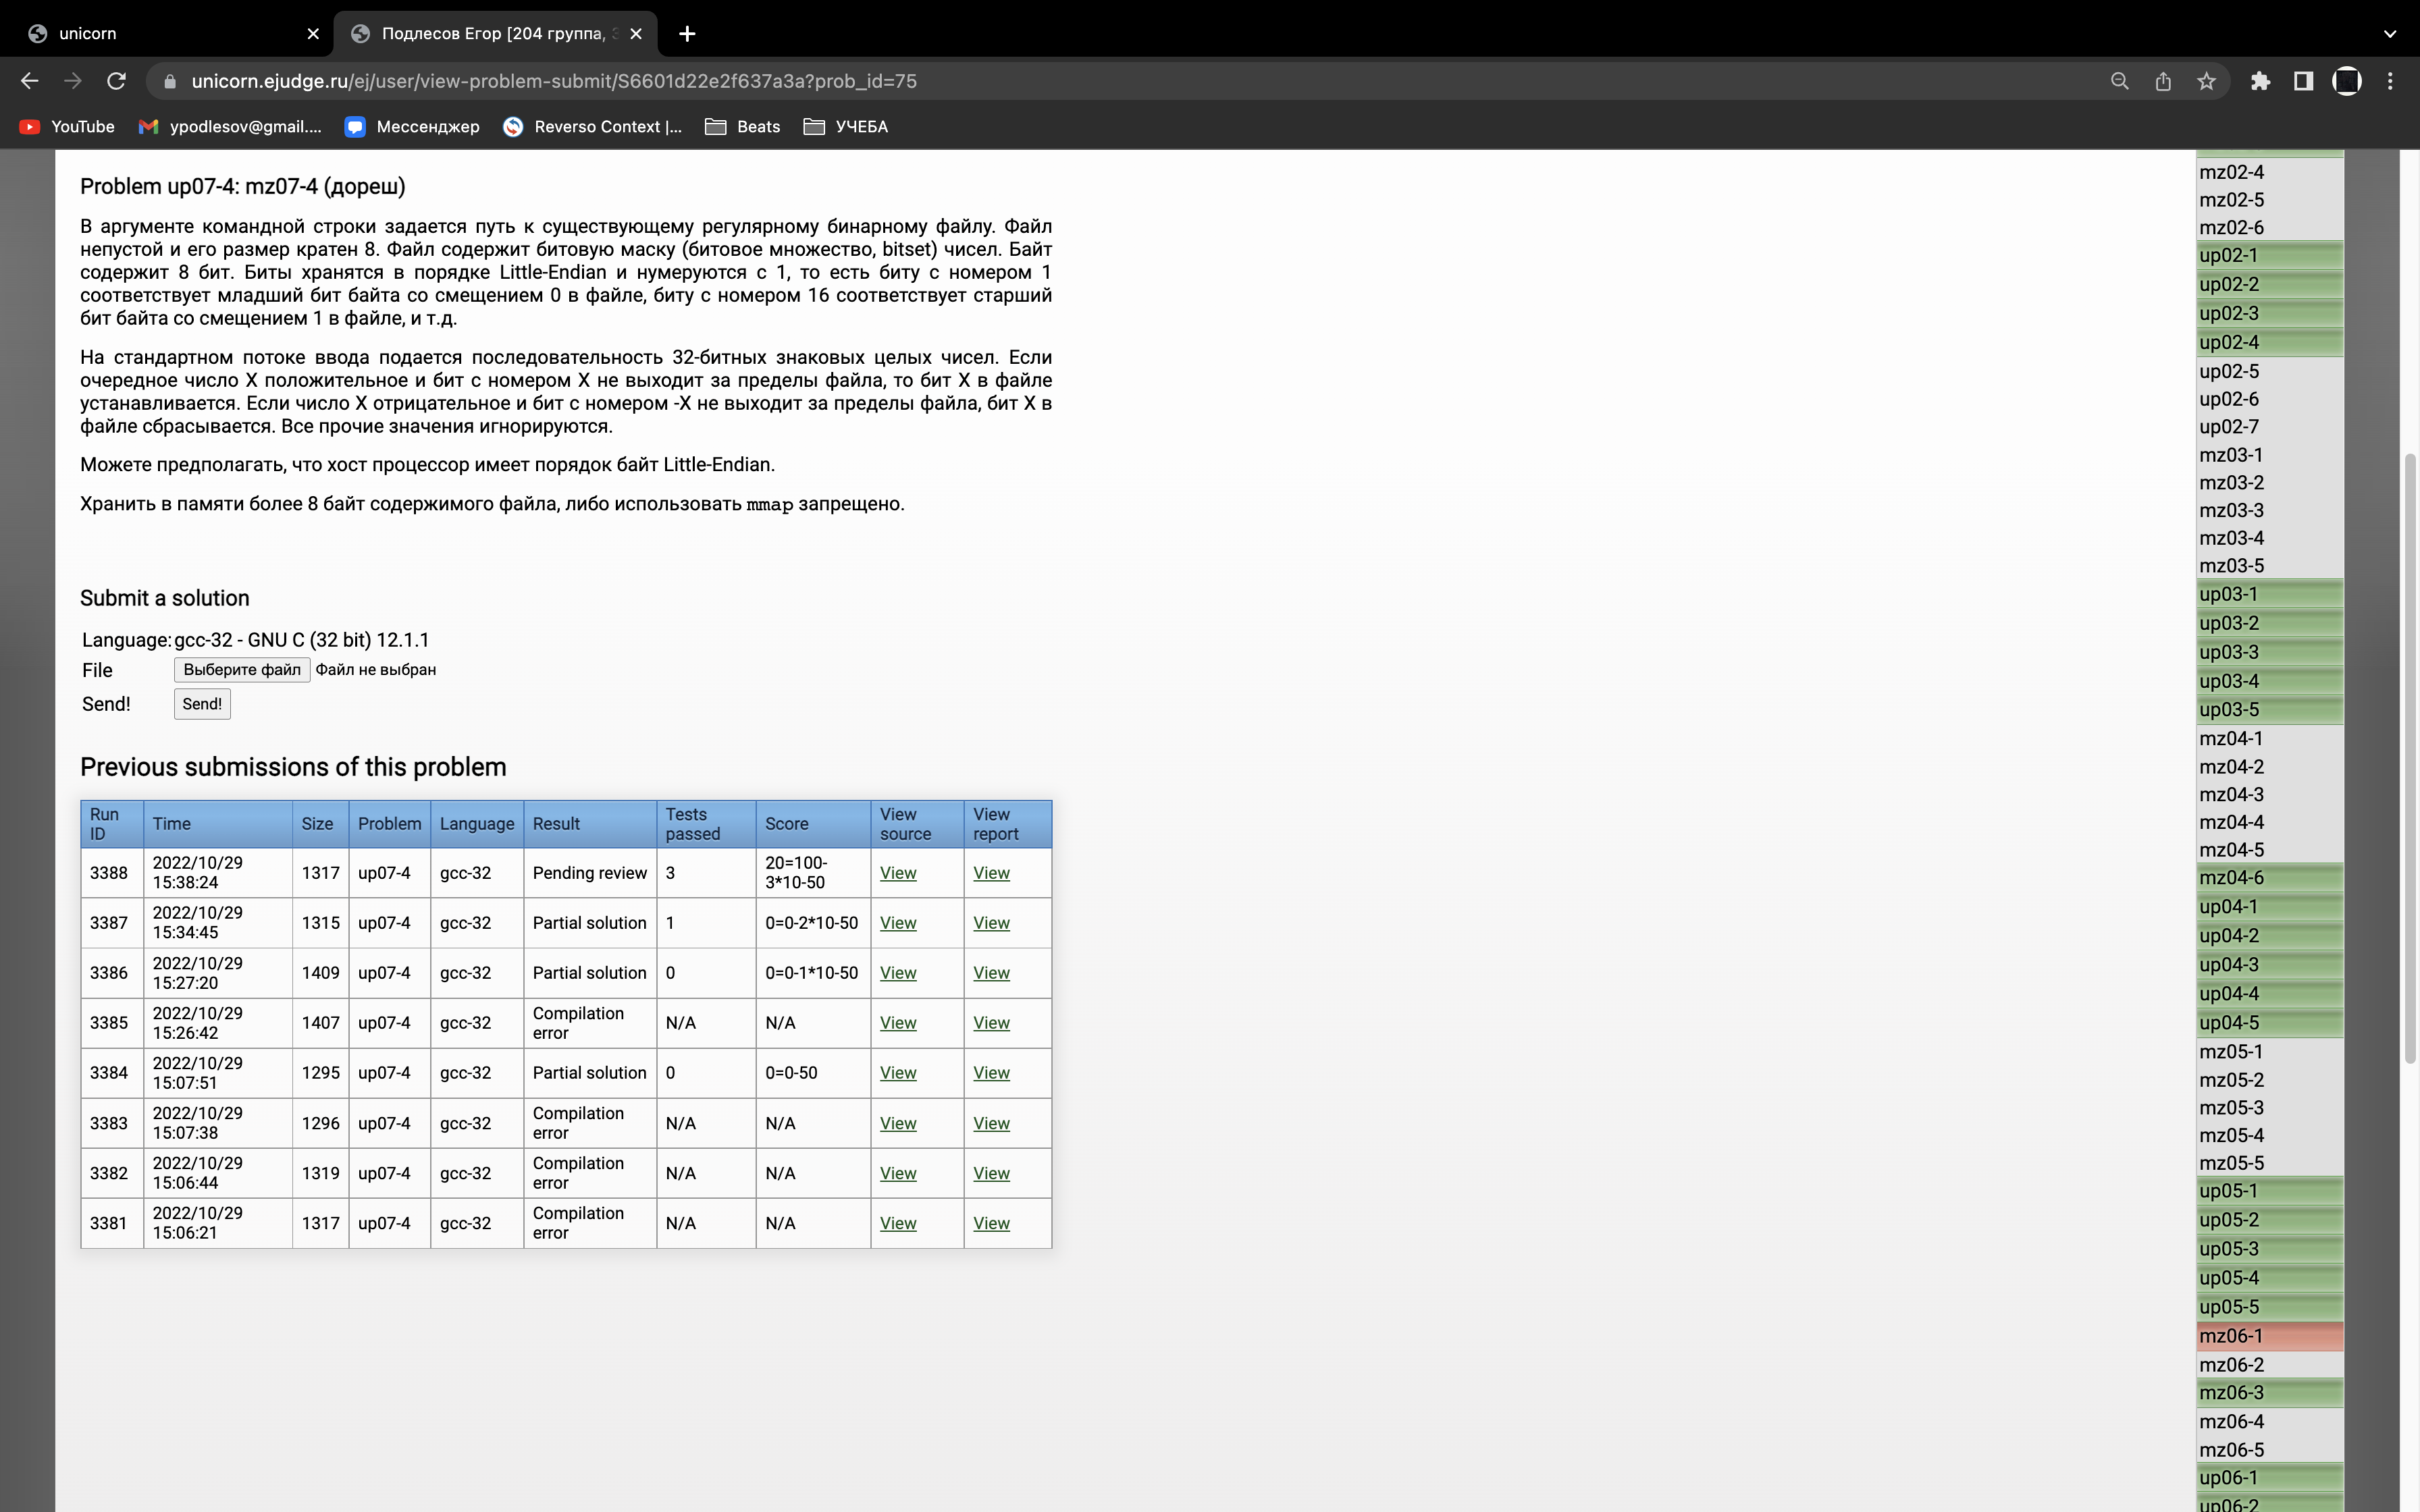 unicorn
Подлесов Егор [204 группа, 3
unicorn.ejudge.ru/ej/user/view-problem-submit/S6601d22e2f637a3a?prob_id=75
YouTube ypodlesov@gmail.... Мессенджер Reverso Context |... Beats УЧЕБА
Problem up07-4: mz07-4 (дореш)
В аргументе командной строки задается путь к существующему регулярному бинарному файлу. Файл
непустой и его размер кратен 8. Файл содержит битовую маску (битовое множество, bitset) чисел. Байт
содержит 8 бит. Биты хранятся в порядке Little-Endian и нумеруются с 1, то есть биту с номером 1
соответствует младший бит байта со смещением 0 в файле, биту с номером 16 соответствует старший
бит байта со смещением 1 в файле, и т.д.
На стандартном потоке ввода подается последовательность 32-битных знаковых целых чисел. Если
очередное число X положительное и бит с номером X не выходит за пределы файла, то бит X в файле
устанавливается. Если число X отрицательное и бит с номером -X не выходит за пределы файла, бит X в
файле сбрасывается. Все прочие значения игнорируются.
Можете предполагать, что хост процессор имеет порядок байт Little-Endian.
Хранить в памяти более 8 байт содержимого файла, либо использовать mmap запрещено.
Submit a solution
Language: gcc-32 - GNU C (32 bit) 12.1.1
File Выберите файл Файл не выбран
Send! Send!
Previous submissions of this problem
Run ID Time Size Problem Language Result Tests passed Score View source View report
3388 2022/10/29 15:38:24 1317 up07-4 gcc-32 Pending review 3 20=100-3*10-50 View View
3387 2022/10/29 15:34:45 1315 up07-4 gcc-32 Partial solution 1 0=0-2*10-50 View View
3386 2022/10/29 15:27:20 1409 up07-4 gcc-32 Partial solution 0 0=0-1*10-50 View View
3385 2022/10/29 15:26:42 1407 up07-4 gcc-32 Compilation error N/A N/A View View
3384 2022/10/29 15:07:51 1295 up07-4 gcc-32 Partial solution 0 0=0-50 View View
3383 2022/10/29 15:07:38 1296 up07-4 gcc-32 Compilation error N/A N/A View View
3382 2022/10/29 15:06:44 1319 up07-4 gcc-32 Compilation error N/A N/A View View
3381 2022/10/29 15:06:21 1317 up07-4 gcc-32 Compilation error N/A N/A View View
mz02-4
mz02-5
mz02-6
up02-1
up02-2
up02-3
up02-4
up02-5
up02-6
up02-7
mz03-1
mz03-2
mz03-3
mz03-4
mz03-5
up03-1
up03-2
up03-3
up03-4
up03-5
mz04-1
mz04-2
mz04-3
mz04-4
mz04-5
mz04-6
up04-1
up04-2
up04-3
up04-4
up04-5
mz05-1
mz05-2
mz05-3
mz05-4
mz05-5
up05-1
up05-2
up05-3
up05-4
up05-5
mz06-1
mz06-2
mz06-3
mz06-4
mz06-5
up06-1
up06-2